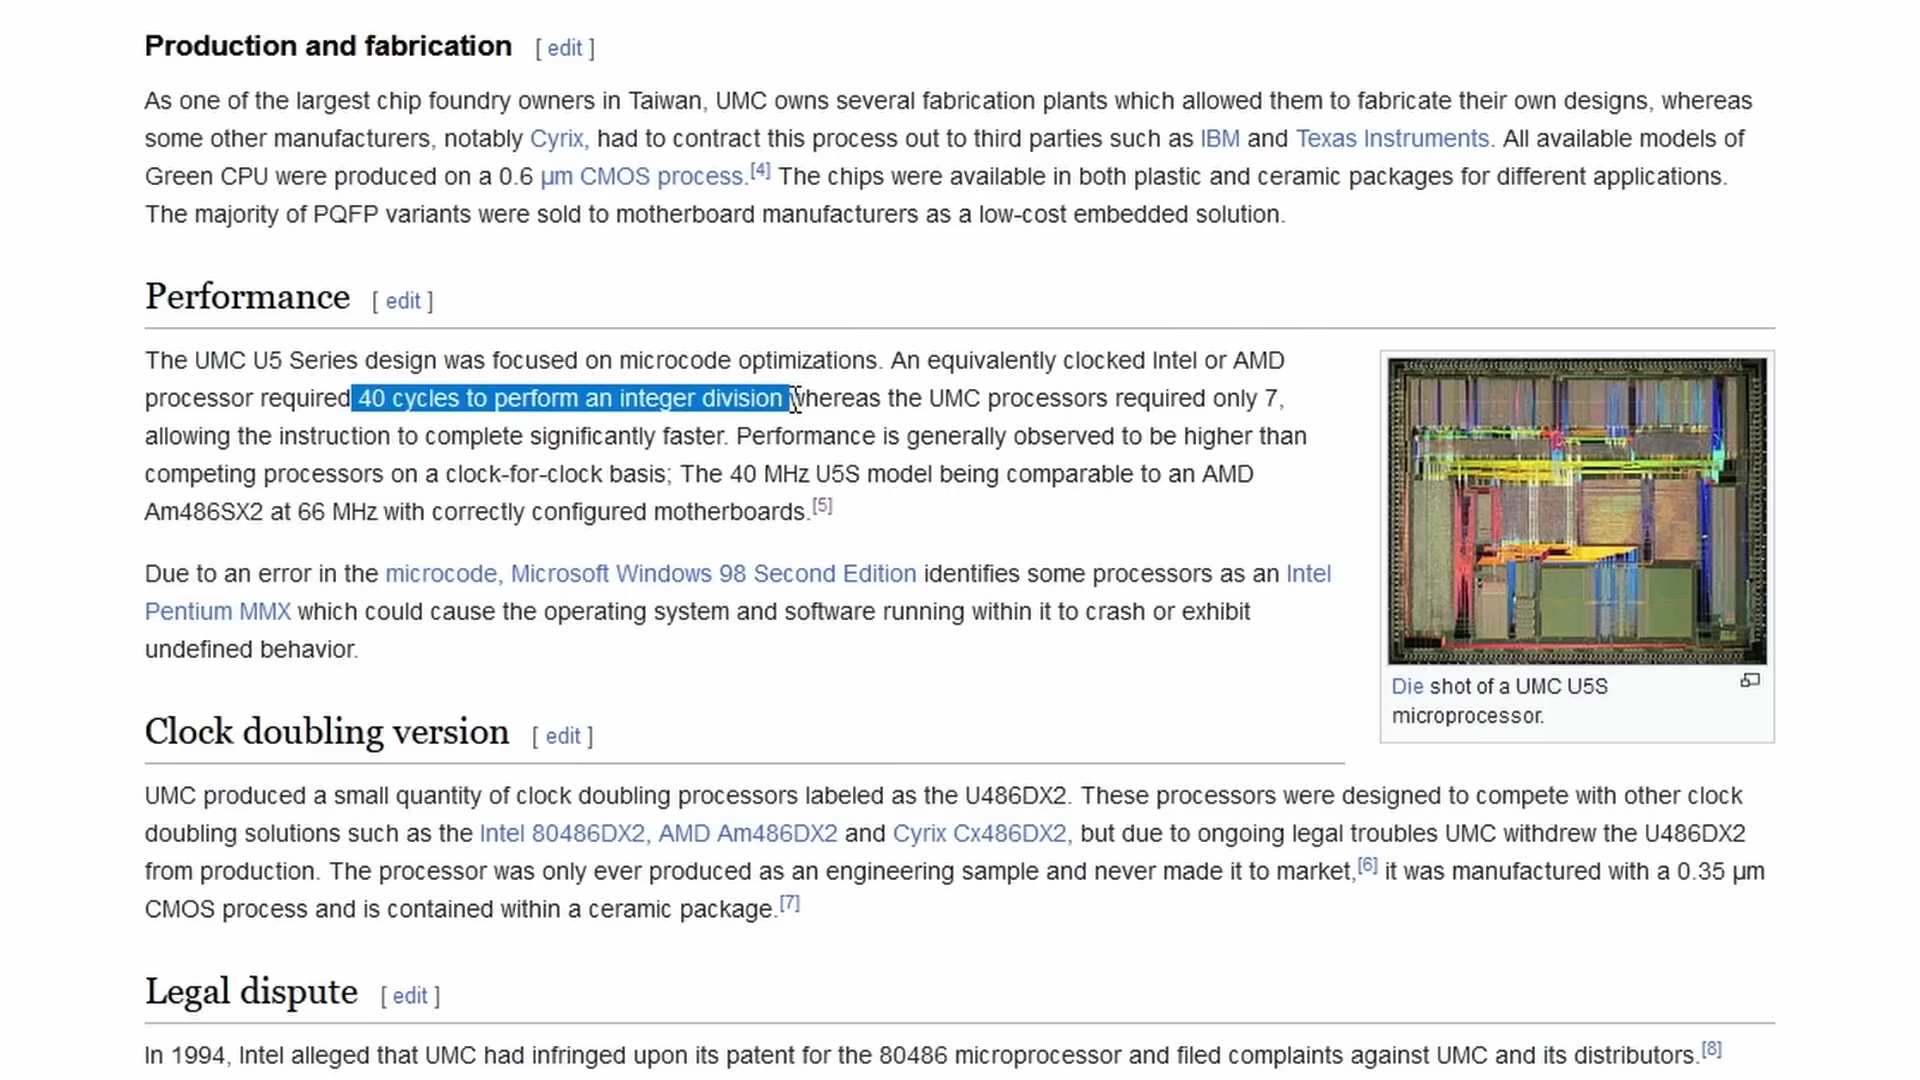 Production and fabrication [ edit ]
As one of the largest chip foundry owners in Taiwan, UMC owns several fabrication plants which allowed them to fabricate their own designs, whereas
some other manufacturers, notably Cyrix, had to contract this process out to third parties such as IBM and Texas Instruments. All available models of
Green CPU were produced on a 0.6 µm CMOS process.[4] The chips were available in both plastic and ceramic packages for different applications.
The majority of PQFP variants were sold to motherboard manufacturers as a low-cost embedded solution.
Performance [ edit ]
The UMC U5 Series design was focused on microcode optimizations. An equivalently clocked Intel or AMD
processor required 40 cycles to perform an integer division whereas the UMC processors required only 7,
allowing the instruction to complete significantly faster. Performance is generally observed to be higher than
competing processors on a clock-for-clock basis; The 40 MHz U5S model being comparable to an AMD
Am486SX2 at 66 MHz with correctly configured motherboards.[5]
Due to an error in the microcode, Microsoft Windows 98 Second Edition identifies some processors as an Intel
Pentium MMX which could cause the operating system and software running within it to crash or exhibit
undefined behavior.
Die shot of a UMC U5S
microprocessor.
Clock doubling version [ edit ]
UMC produced a small quantity of clock doubling processors labeled as the U486DX2. These processors were designed to compete with other clock
doubling solutions such as the Intel 80486DX2, AMD Am486DX2 and Cyrix Cx486DX2, but due to ongoing legal troubles UMC withdrew the U486DX2
from production. The processor was only ever produced as an engineering sample and never made it to market,[6] it was manufactured with a 0.35 µm
CMOS process and is contained within a ceramic package.[7]
Legal dispute [ edit ]
In 1994, Intel alleged that UMC had infringed upon its patent for the 80486 microprocessor and filed complaints against UMC and its distributors.[8]